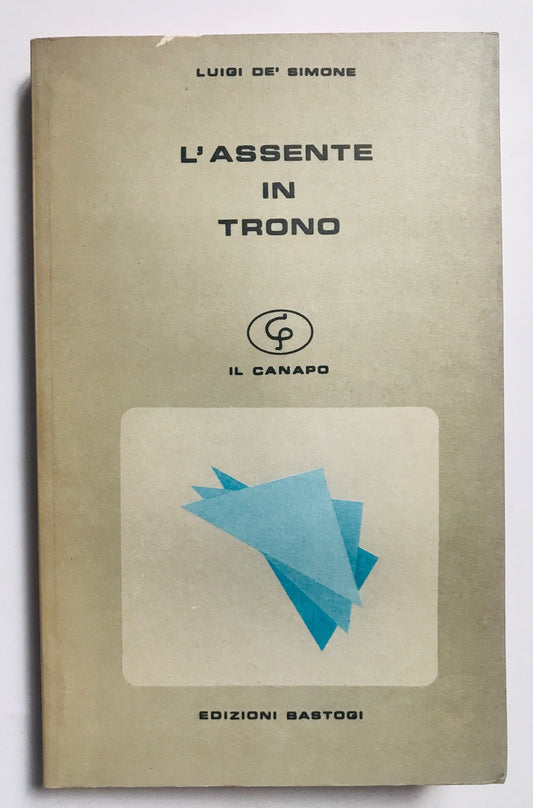 LUIGI DE' SIMONE
L'ASSENTE
IN
TRONO
IL CANAPO
EDIZIONI BASTOGI